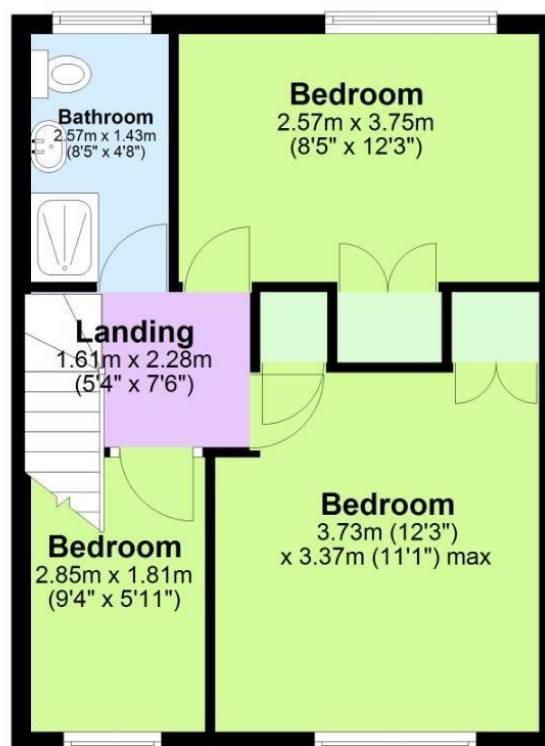 Bathroom
2.57m x 1.43m
(8'5" x 4'8")
Bedroom
2.57m x 3.75m
(8'5" x 12'3")
Landing
1.61m x 2.28m
(5'4" x 7'6")
Bedroom
2.85m x 1.81m
(9'4" x 5'11")
Bedroom
3.73m (12'3")
x 3.37m (11'1") max